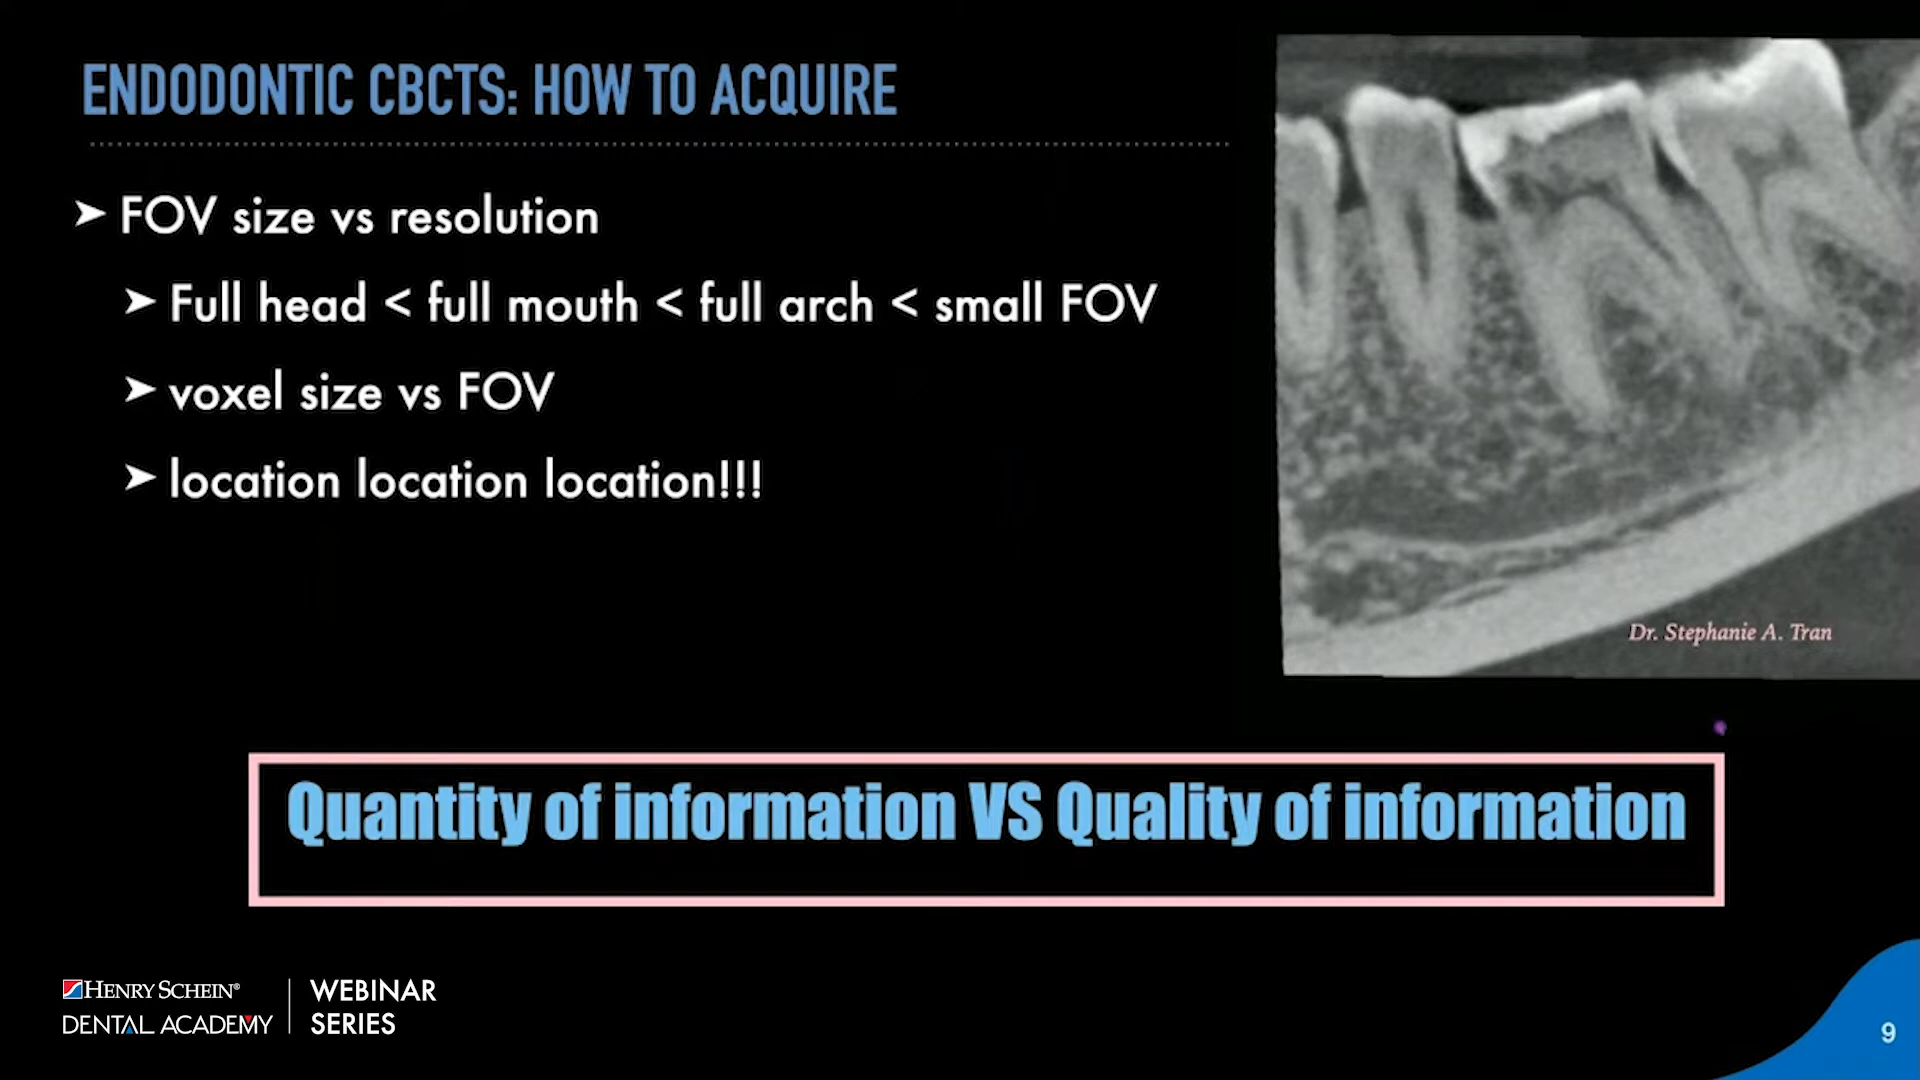 ENDODONTIC CBCTS: HOW TO ACQUIRE
➤ FOV size vs resolution
➤ Full head < full mouth < full arch < small FOV
➤ voxel size vs FOV
➤ location location location!!!
Dr. Stephanie A. Tran
Quantity of information VS Quality of information
HENRY SCHEIN®
DENTAL ACADEMY
WEBINAR
SERIES
9